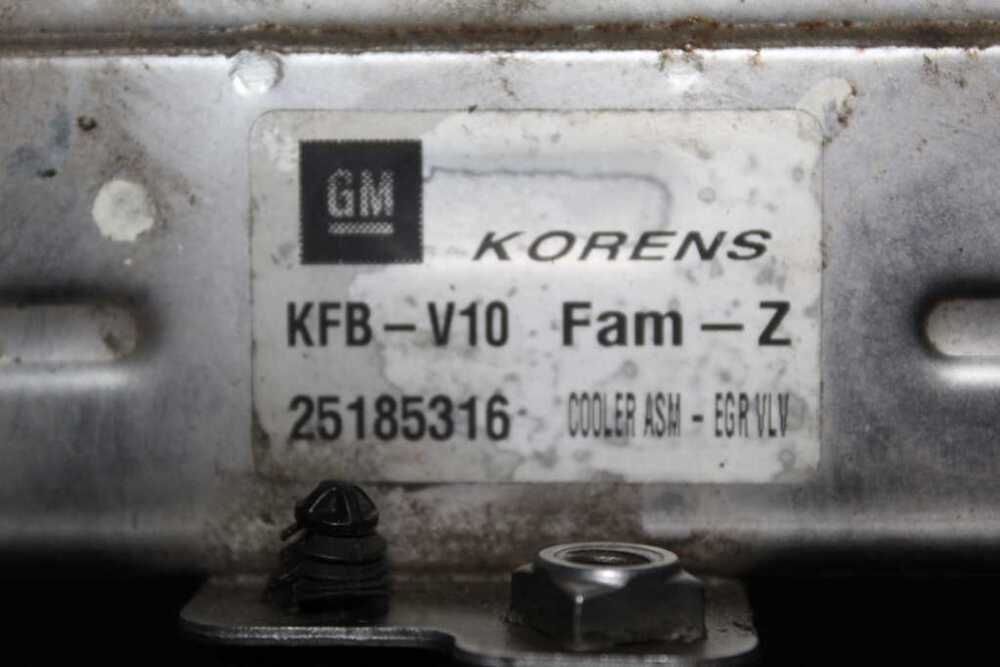 GM
KORENS
KFB-V10 Fam-Z
25185316 COOLER ASM - EGR VLV